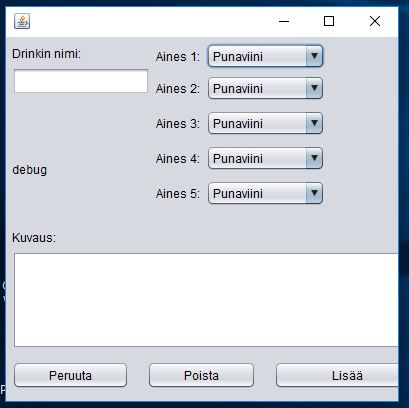 Drinkin nimi:
Aines 1: Punaviini
Aines 2: Punaviini
Aines 3: Punaviini
Aines 4: Punaviini
debug
Aines 5: Punaviini
Kuvaus:
Peruuta Poista Lisää